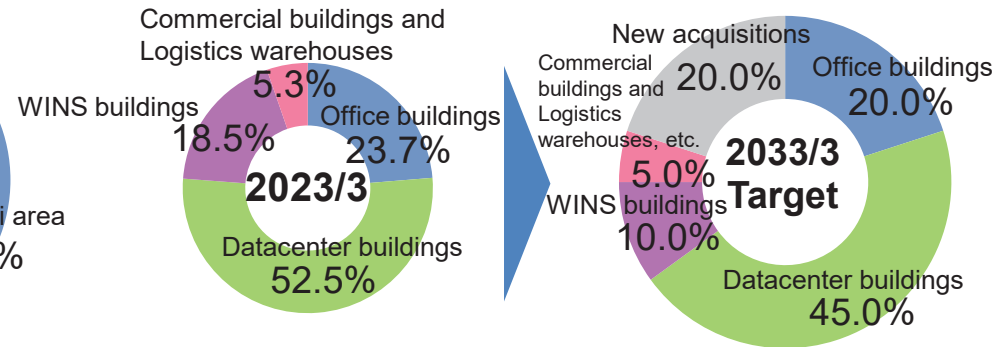 i area
%
Commercial buildings and
Logistics warehouses
5.3%
WINS buildings
18.5%
Office buildings
23.7%
2023/3
Datacenter buildings
52.5%
New acquisitions
20.0%
Commercial
buildings and
Logistics
warehouses, etc.
5.0%
Office buildings
20.0%
2033/3
Target
WINS buildings
10.0%
Datacenter buildings
45.0%